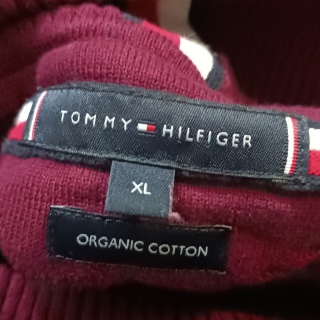 TOMMY HILFIGER
XL
ORGANIC COTTON